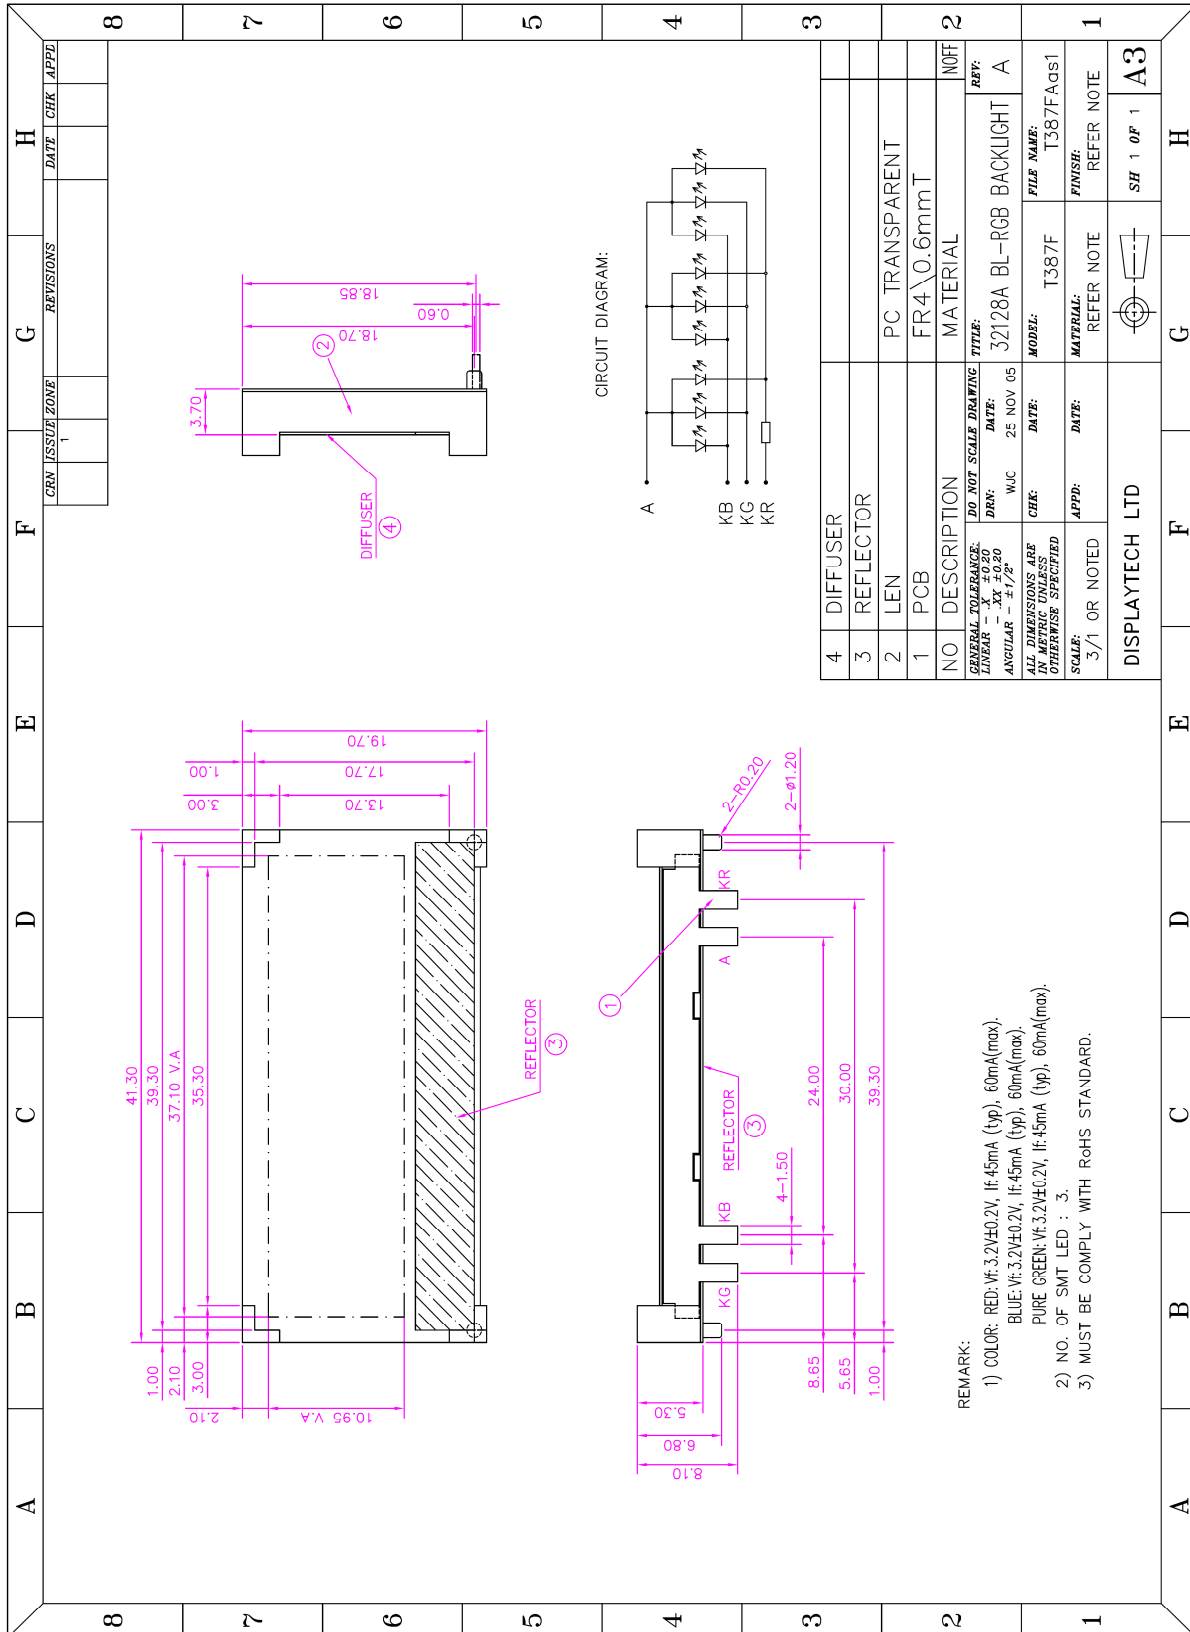 A B C D E F G H
8
7
6
5
4
3
2
1
8
7
6
5
4
3
2
1
A B C D E F G H
CRN ISSUE ZONE REVISIONS DATE CHK APPL
1
41.30
39.30
37.10 V.A
35.30
1.00
2.10
3.00
2.10
10.95 V.A
3.00
1.00
13.70
17.70
19.70
REFLECTOR
3
3.70
2
18.85
18.70
0.60
DIFFUSER
4
5.30
6.80
8.10
KG
KB
A
KR
1
REFLECTOR
3
2-R0.20
2-ø1.20
4-1.50
24.00
30.00
39.30
8.65
5.65
1.00
CIRCUIT DIAGRAM:
A
KB
KG
KR
REMARK:
1) COLOR: RED: Vf: 3.2V±0.2V, If:45mA (typ), 60mA(max).
BLUE: Vf: 3.2V±0.2V, If:45mA (typ), 60mA(max).
PURE GREEN: Vf: 3.2V±0.2V, If:45mA (typ), 60mA(max).
2) NO. OF SMT LED : 3.
3) MUST BE COMPLY WITH RoHS STANDARD.
4 DIFFUSER
3 REFLECTOR
2 LEN PC TRANSPARENT
1 PCB FR4\0.6mmT
NO DESCRIPTION MATERIAL NOFF
GENERAL TOLERANCE:
LINEAR - .X ±0.20
- .XX ±0.20
ANGULAR - ±1/2°
DO NOT SCALE DRAWING
DRN: DATE:
WJC 25 NOV 05
TITLE:
32128A BL-RGB BACKLIGHT
REV:
A
ALL DIMENSIONS ARE
IN METRIC UNLESS
OTHERWISE SPECIFIED
CHK: DATE:
MODEL:
T387F
FILE NAME:
T387FAas1
SCALE:
3/1 OR NOTED
APPD: DATE:
MATERIAL:
REFER NOTE
FINISH:
REFER NOTE
DISPLAYTECH LTD
SH 1 OF 1
A3